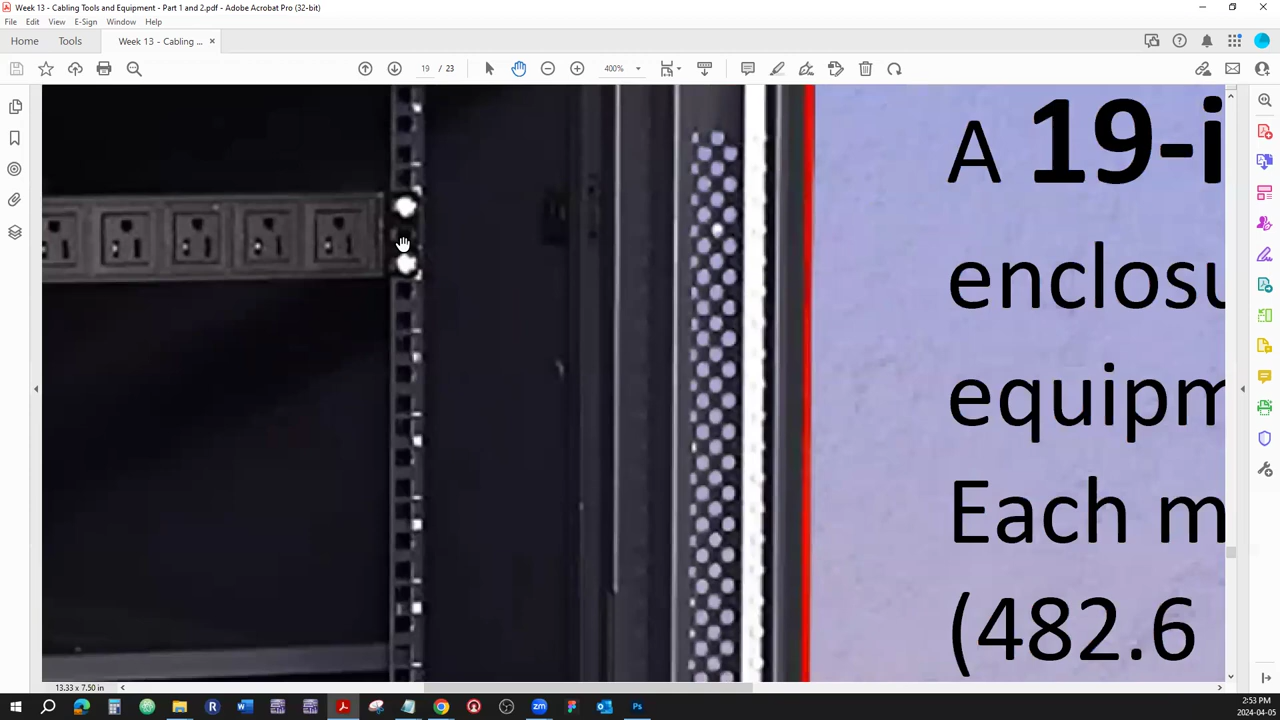 Week 13 - Cabling Tools and Equipment - Part 1 and 2.pdf - Adobe Acrobat Pro (32-bit)
File Edit View E-Sign Window Help
Home Tools Week 13 - Cabling ... ×
19 / 23 400%
A 19-i
enclosu
equipm
Each m
(482.6
13.33 x 7.50 in
2:53 PM
2024-04-05